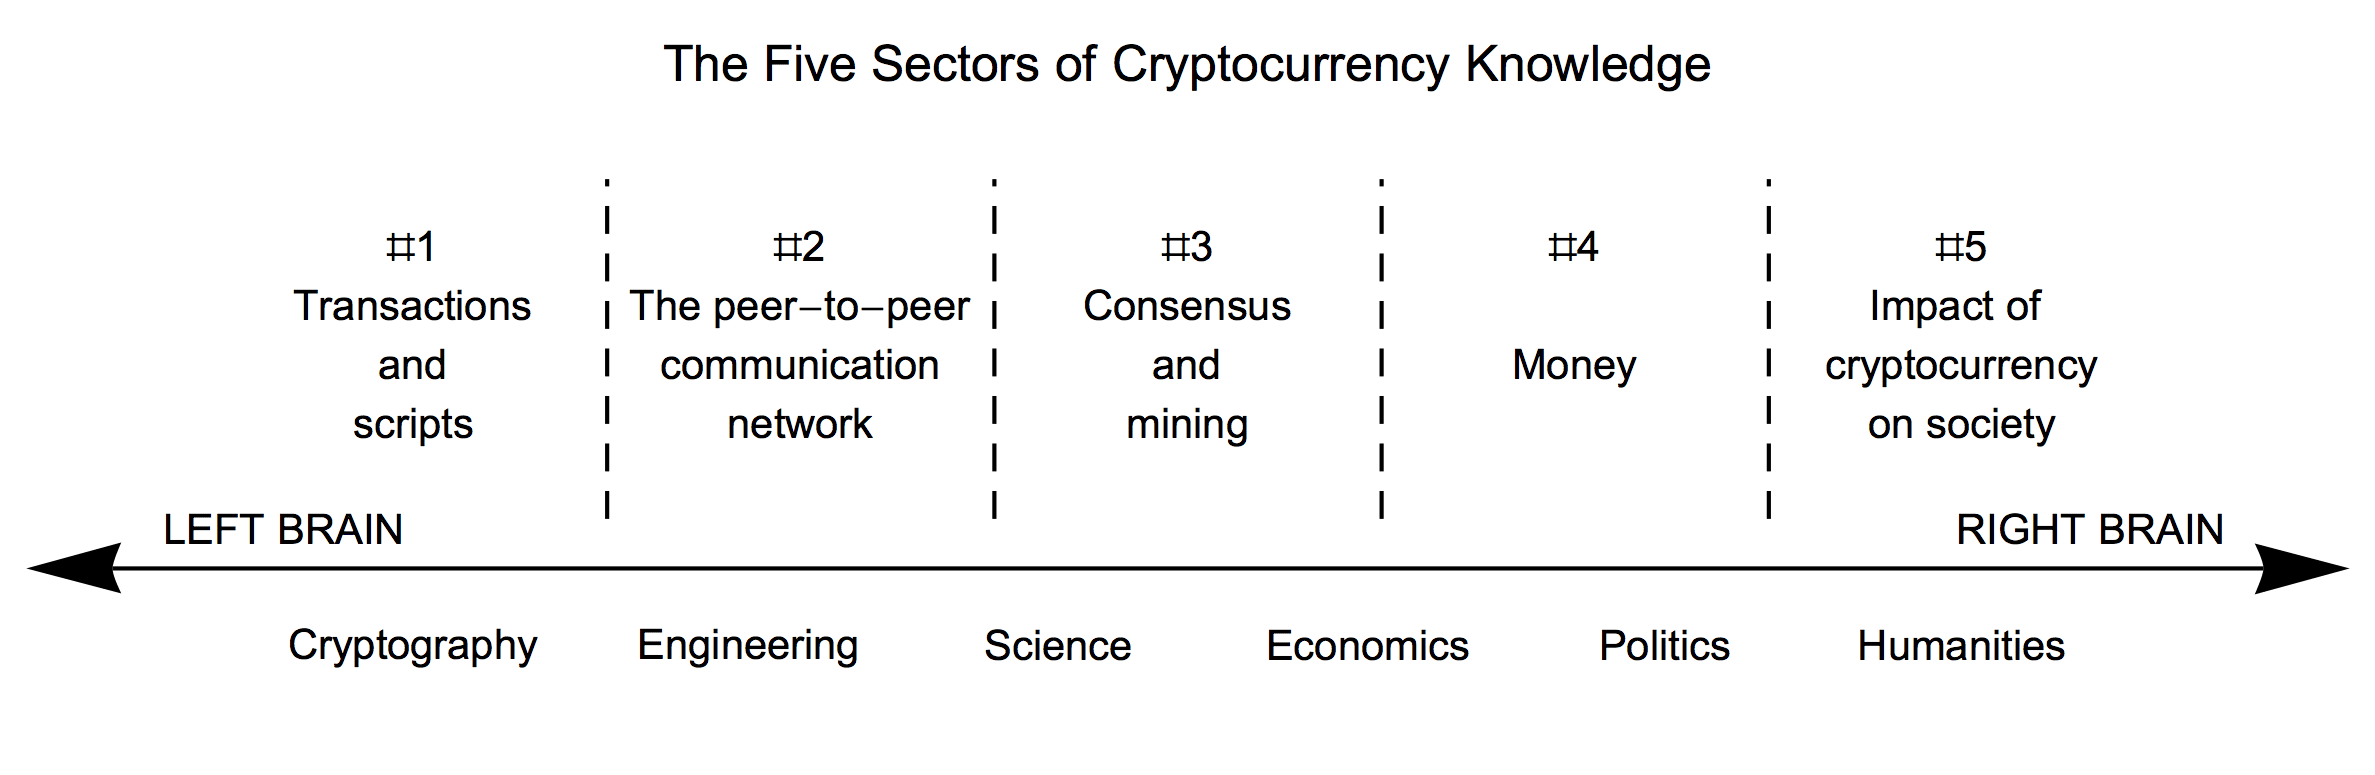 The Five Sectors of Cryptocurrency Knowledge
#1
Transactions
and
scripts
#2
The peer–to–peer
communication
network
#3
Consensus
and
mining
#4
Money
#5
Impact of
cryptocurrency
on society
LEFT BRAIN
RIGHT BRAIN
Cryptography
Engineering
Science
Economics
Politics
Humanities